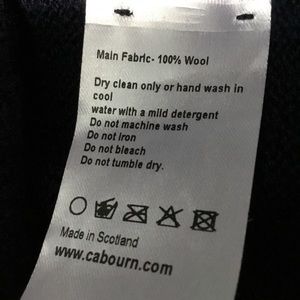 Main Fabric- 100% Wool
Dry clean only or hand wash in
cool
water with a mild detergent
Do not machine wash
Do not Iron
Do not bleach
Do not tumble dry.
Made in Scotland
www.cabourn.com